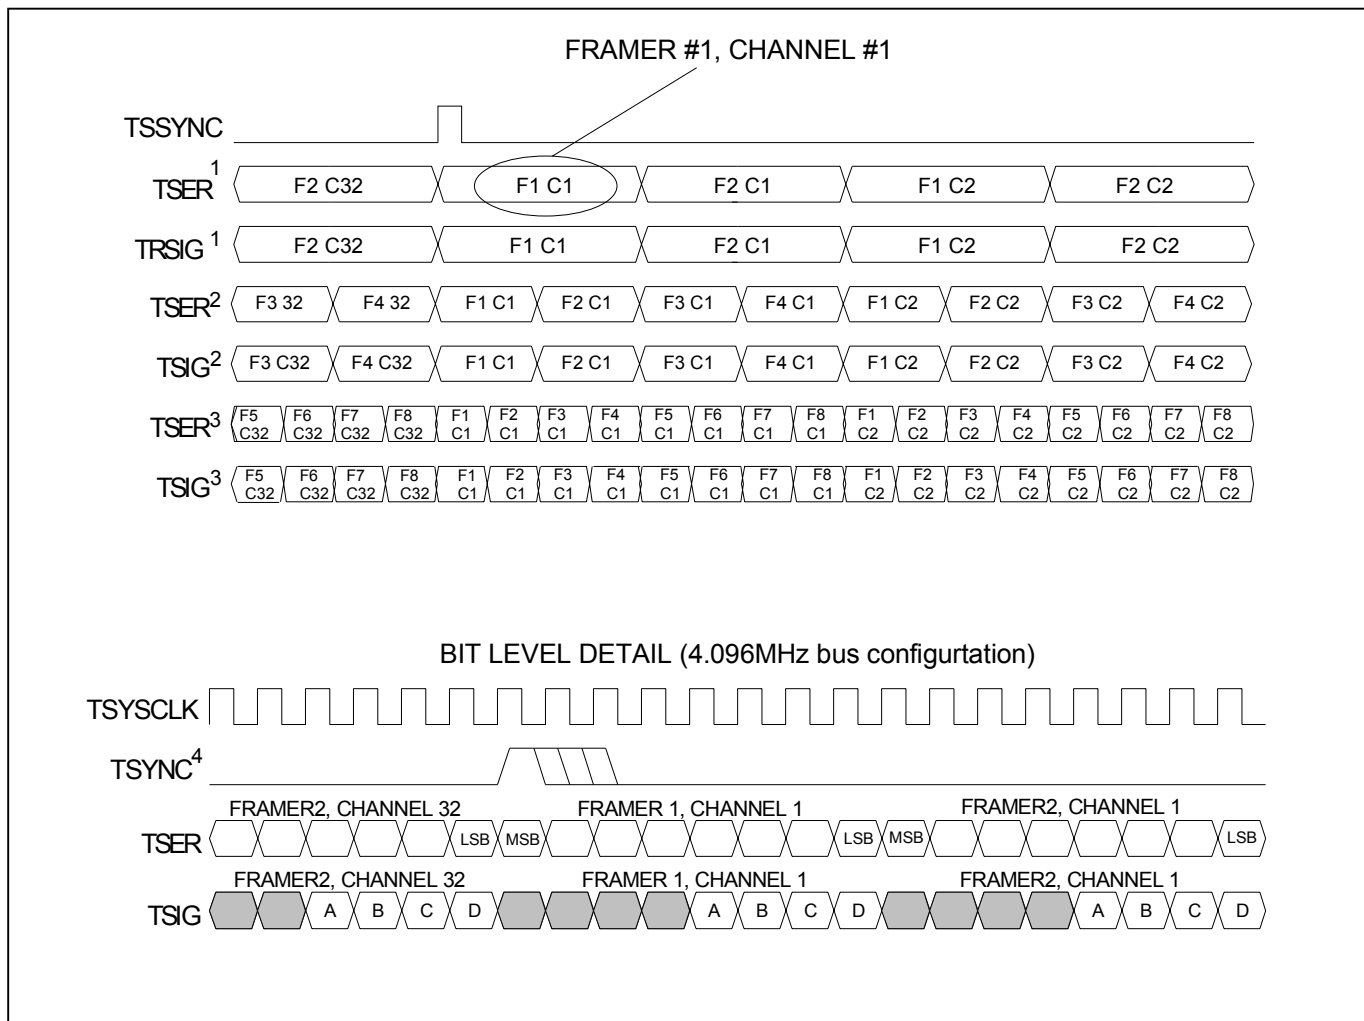 FRAMER #1, CHANNEL #1
TSSYNC
TSER1 F2 C32 F1 C1 F2 C1 F1 C2 F2 C2
TRSIG 1 F2 C32 F1 C1 F2 C1 F1 C2 F2 C2
TSER2 F3 32 F4 32 F1 C1 F2 C1 F3 C1 F4 C1 F1 C2 F2 C2 F3 C2 F4 C2
TSIG2 F3 C32 F4 C32 F1 C1 F2 C1 F3 C1 F4 C1 F1 C2 F2 C2 F3 C2 F4 C2
TSER3 F5 C32 F6 C32 F7 C32 F8 C32 F1 C1 F2 C1 F3 C1 F4 C1 F5 C1 F6 C1 F7 C1 F8 C1 F1 C2 F2 C2 F3 C2 F4 C2 F5 C2 F6 C2 F7 C2 F8 C2
TSIG3 F5 C32 F6 C32 F7 C32 F8 C32 F1 C1 F2 C1 F3 C1 F4 C1 F5 C1 F6 C1 F7 C1 F8 C1 F1 C2 F2 C2 F3 C2 F4 C2 F5 C2 F6 C2 F7 C2 F8 C2
BIT LEVEL DETAIL (4.096MHz bus configurtation)
TSYSCLK
TSYNC4
FRAMER2, CHANNEL 32 FRAMER 1, CHANNEL 1 FRAMER2, CHANNEL 1
TSER LSB MSB LSB MSB LSB
FRAMER2, CHANNEL 32 FRAMER 1, CHANNEL 1 FRAMER2, CHANNEL 1
TSIG A B C D A B C D A B C D